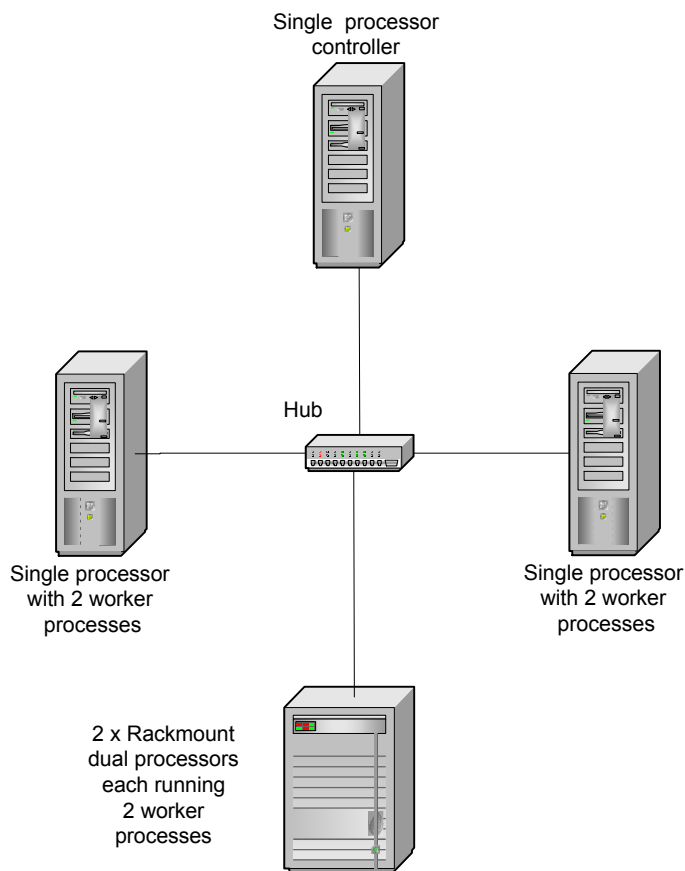 Single processor
controller
Hub
Single processor
with 2 worker
processes
Single processor
with 2 worker
processes
2 x Rackmount
dual processors
each running
2 worker
processes